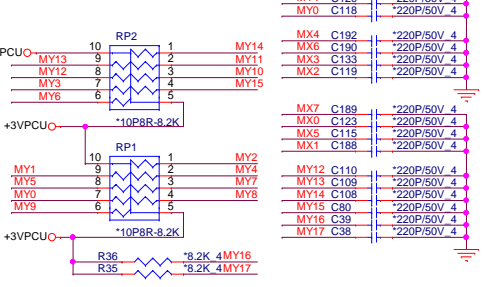 MY0 C118 *220P/50V_4
RP2
PCU 10 1 MY14
MY13 9 2 MY11
MY12 8 3 MY10
MY3 7 4 MY15
MY6 6 5
+3VPCU *10P8R-8.2K
RP1
10 1 MY2
MY1 9 2 MY4
MY5 8 3 MY7
MY0 7 4 MY8
MY9 6 5
+3VPCU *10P8R-8.2K
R36 *8.2K_4 MY16
R35 *8.2K_4 MY17
MX4 C192 *220P/50V_4
MX6 C190 *220P/50V_4
MX3 C133 *220P/50V_4
MX2 C119 *220P/50V_4
MX7 C189 *220P/50V_4
MX0 C123 *220P/50V_4
MX5 C115 *220P/50V_4
MX1 C188 *220P/50V_4
MY12 C110 *220P/50V_4
MY13 C109 *220P/50V_4
MY14 C108 *220P/50V_4
MY15 C80 *220P/50V_4
MY16 C39 *220P/50V_4
MY17 C38 *220P/50V_4